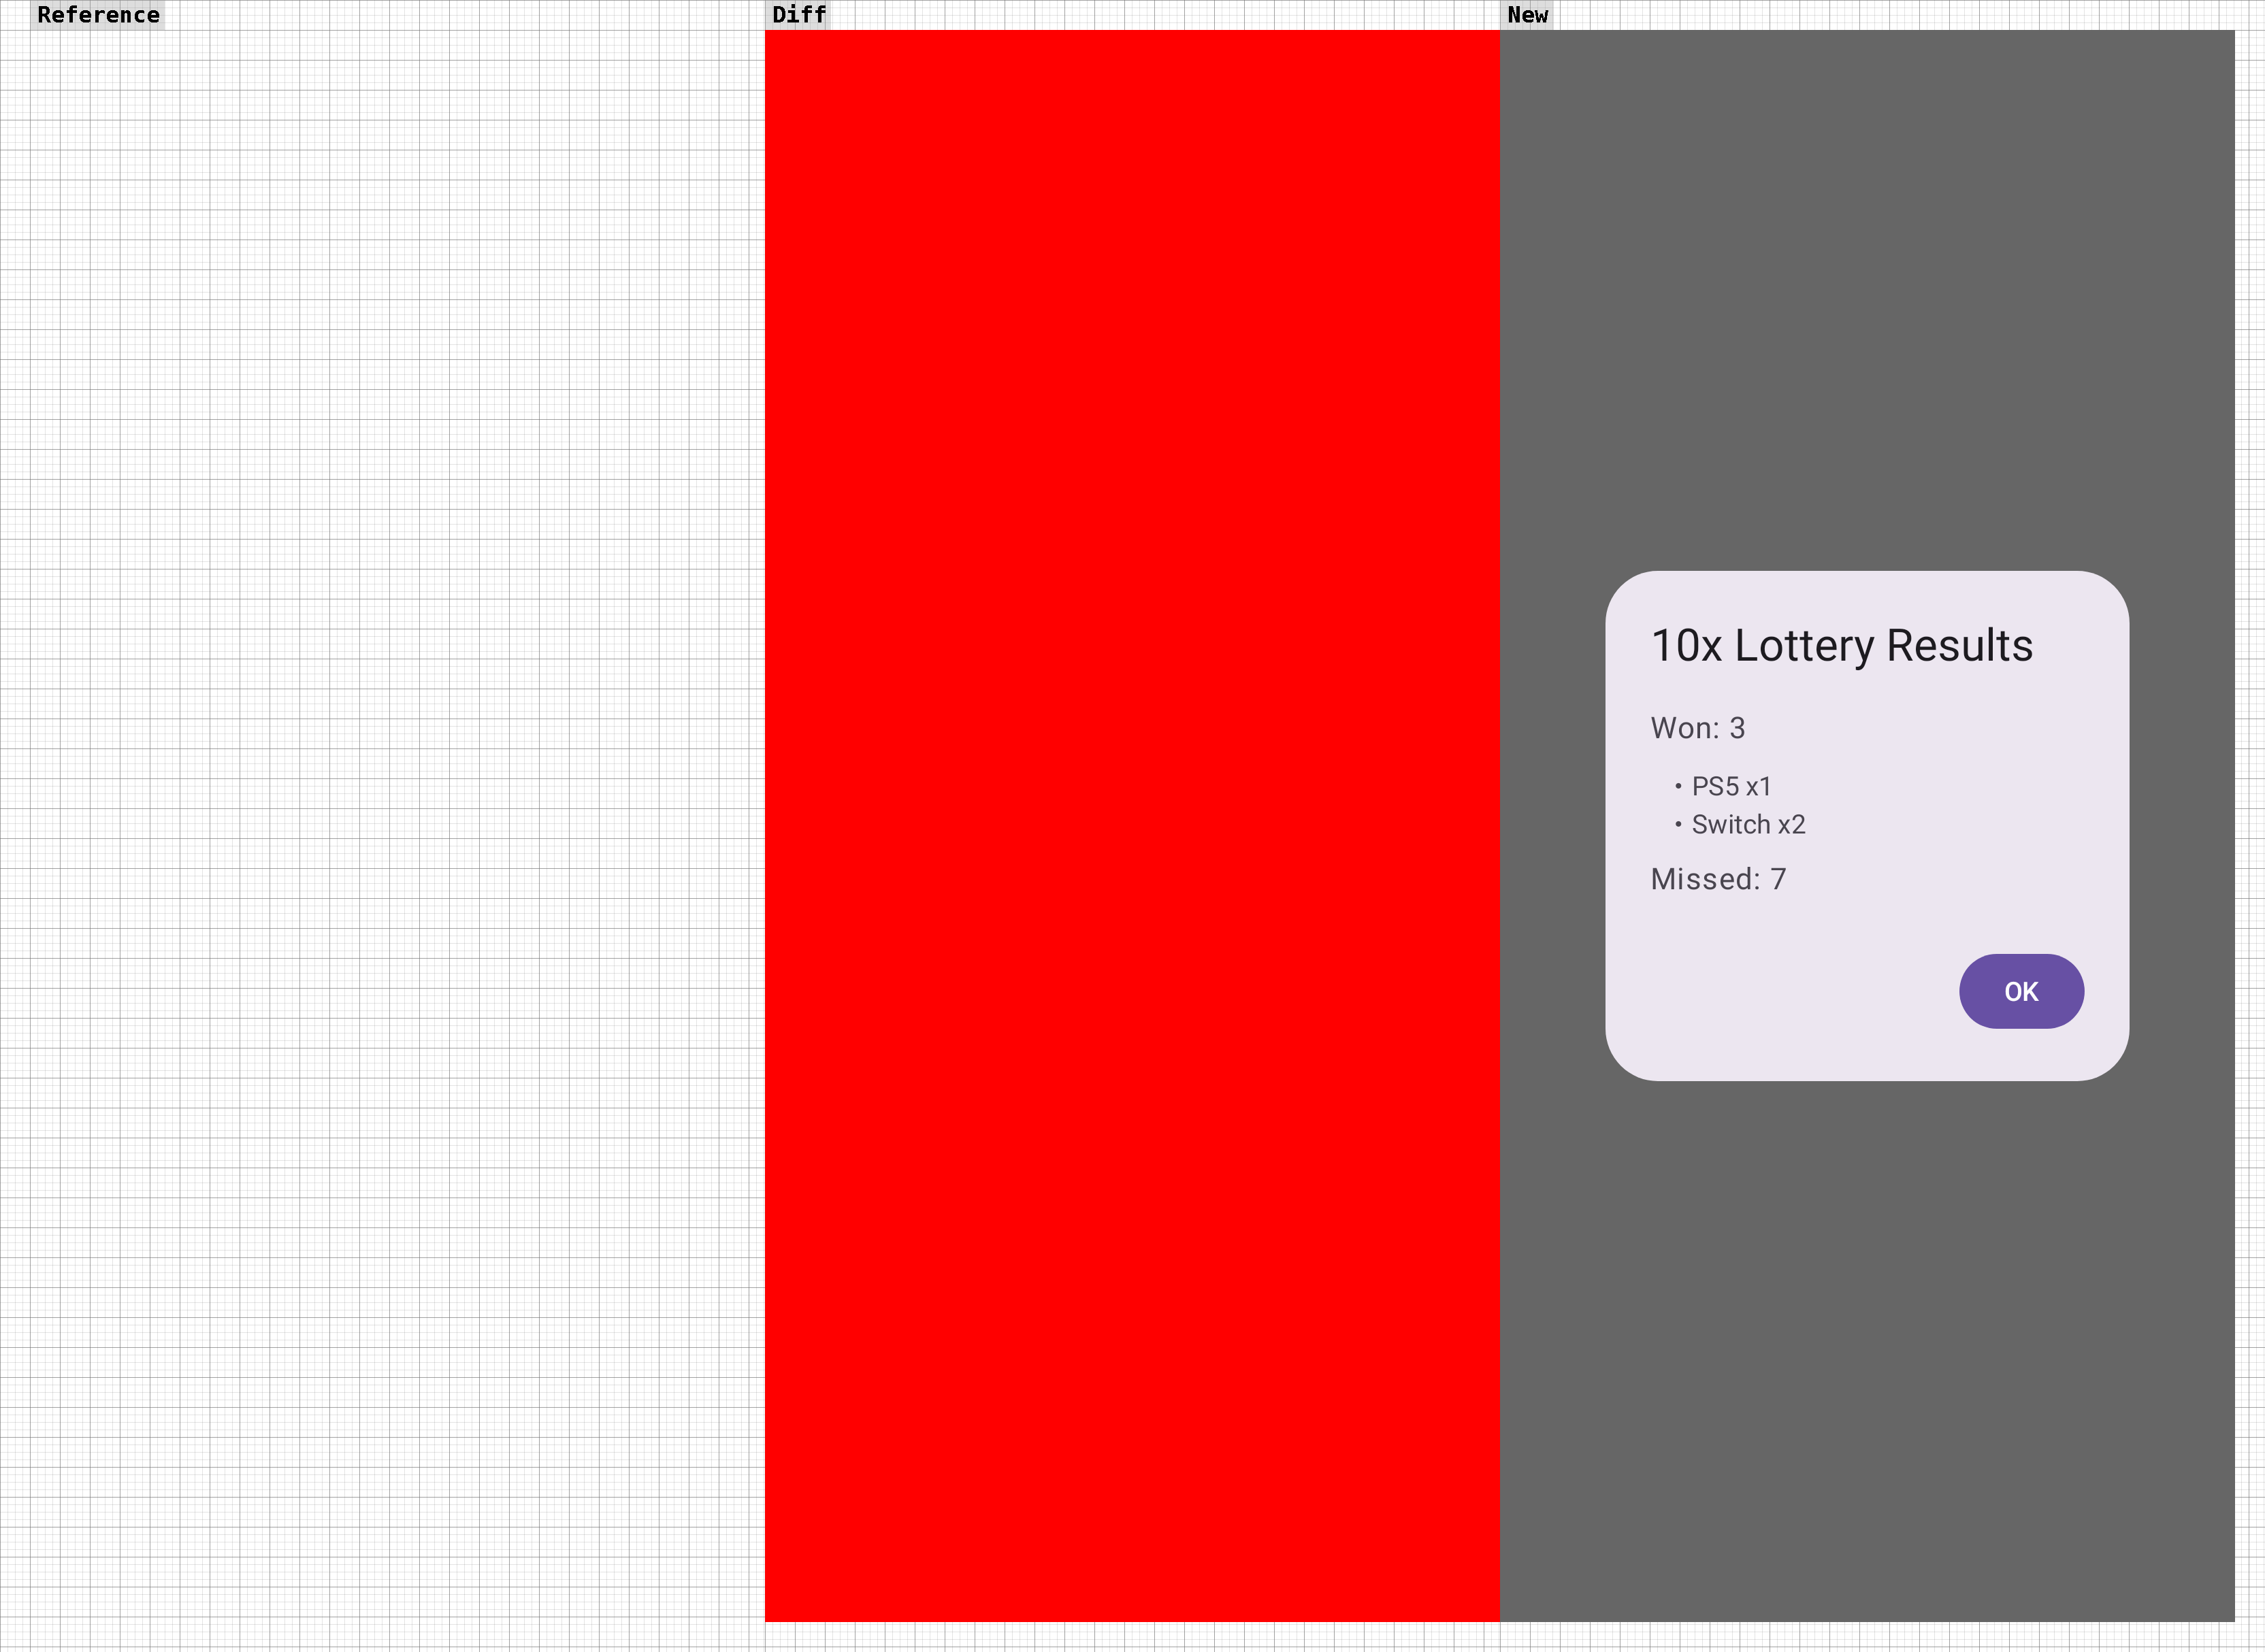 Reference
Diff
New
10x Lottery Results
Won: 3
• PS5 x1
• Switch x2
Missed: 7
OK